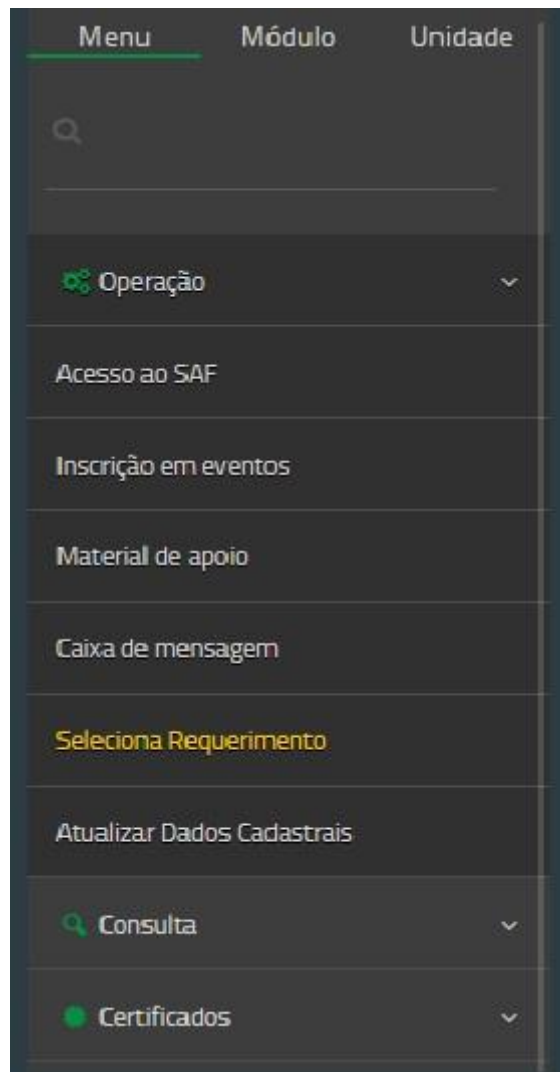 Menu Módulo Unidade
Operação
Acesso ao SAF
Inscrição em eventos
Material de apoio
Caixa de mensagem
Seleciona Requerimento
Atualizar Dados Cadastrais
Consulta
Certificados